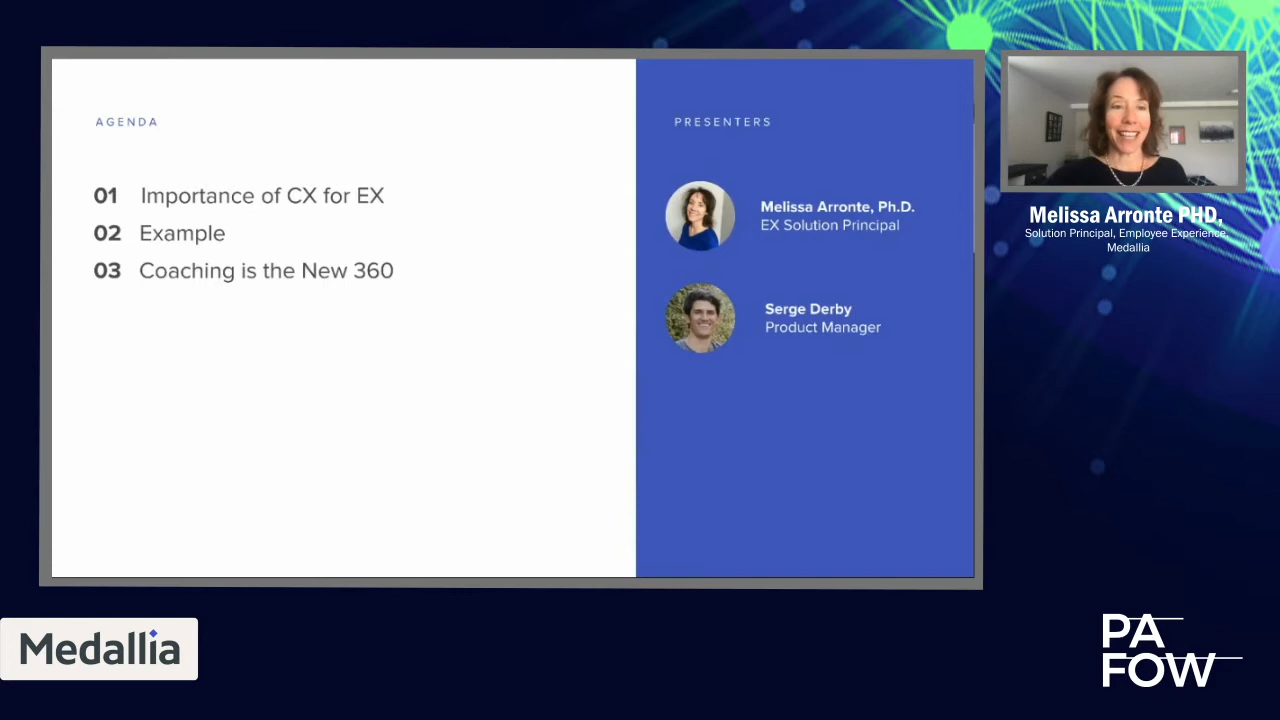 AGENDA
01 Importance of CX for EX
02 Example
03 Coaching is the New 360
PRESENTERS
Melissa Arronte, Ph.D.
EX Solution Principal
Serge Derby
Product Manager
Melissa Arronte PHD,
Solution Principal, Employee Experience,
Medallia
Medallia
PA
FOW